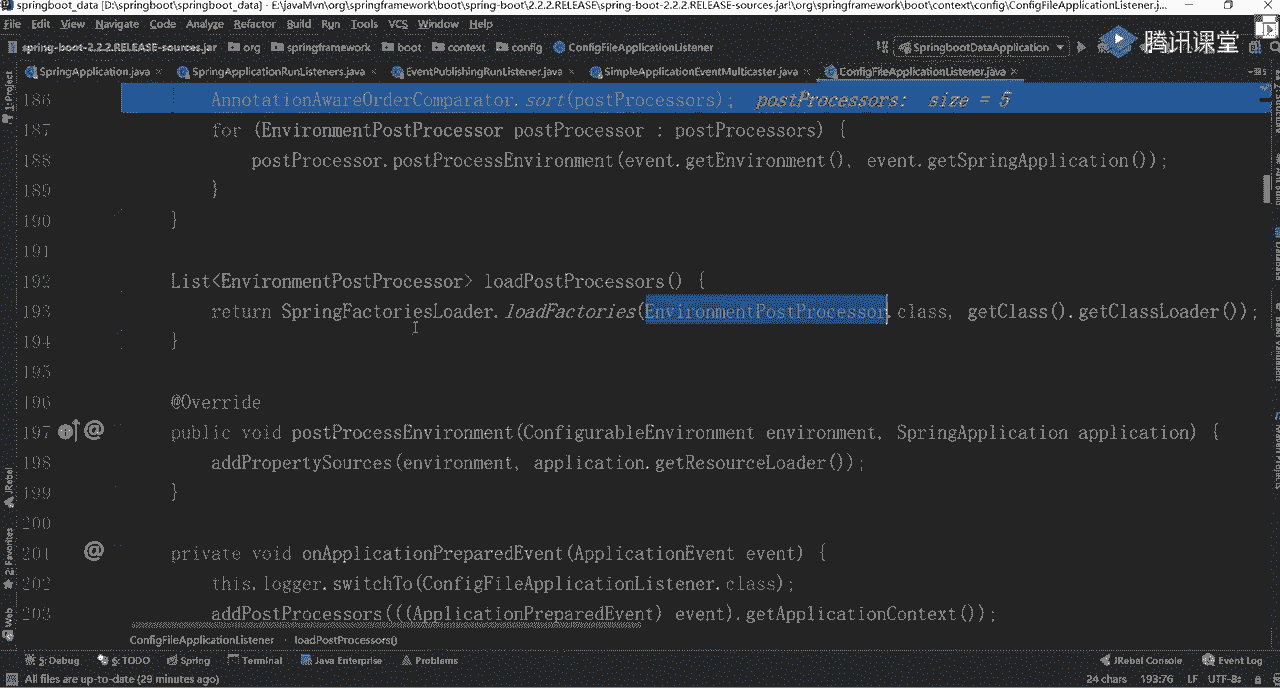 springboot_data [D:\springboot\springboot_data] - E:\javaMvn\org\springframework\boot\spring-boot\2.2.2.RELEASE\spring-boot-2.2.2.RELEASE-sources.jar!\org\springframework\boot\context\config\ConfigFileApplicationListener.j...
File Edit View Navigate Code Analyze Refactor Build Run Tools VCS Window Help
spring-boot-2.2.2.RELEASE-sources.jar org springframework boot context config ConfigFileApplicationListener SpringbootDataApplication
腾讯课堂
SpringApplication.java SpringApplicationRunListeners.java EventPublishingRunListener.java SimpleApplicationEventMulticaster.java ConfigFileApplicationListener.java
186 AnnotationAwareOrderComparator.sort(postProcessors); postProcessors: size = 5
187 for (EnvironmentPostProcessor postProcessor : postProcessors) {
188 postProcessor.postProcessEnvironment(event.getEnvironment(), event.getSpringApplication());
189 }
190 }
191
192 List<EnvironmentPostProcessor> loadPostProcessors() {
193 return SpringFactoriesLoader.loadFactories(EnvironmentPostProcessor.class, getClass().getClassLoader());
194 }
195
196 @Override
197 public void postProcessEnvironment(ConfigurableEnvironment environment, SpringApplication application) {
198 addPropertySources(environment, application.getResourceLoader());
199 }
200
201 private void onApplicationPreparedEvent(ApplicationEvent event) {
202 this.logger.switchTo(ConfigFileApplicationListener.class);
203 addPostProcessors(((ApplicationPreparedEvent) event).getApplicationContext());
ConfigFileApplicationListener loadPostProcessors()
1: Project
JRebel
2: Favorites
Web
5: Debug 6: TODO Spring Terminal Java Enterprise Problems JRebel Console Event Log
All files are up-to-date (29 minutes ago) 24 chars 193:76 LF UTF-8